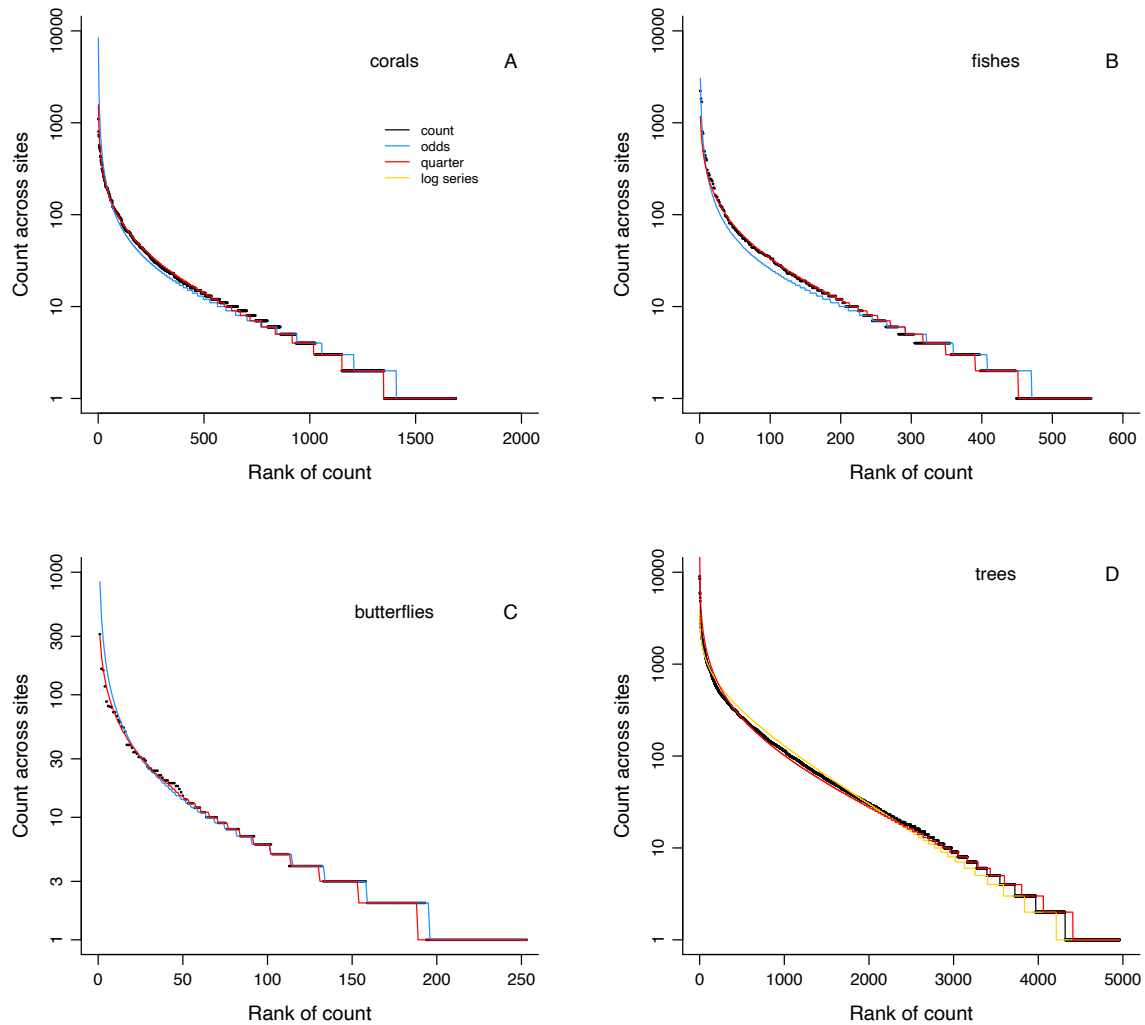 corals A
10000
1000
100
10
1
Count across sites
count
odds
quarter
log series
0 500 1000 1500 2000
Rank of count
fishes B
10000
1000
100
10
1
Count across sites
0 100 200 300 400 500 600
Rank of count
butterflies C
1000
300
100
30
10
3
1
Count across sites
0 50 100 150 200 250
Rank of count
trees D
10000
1000
100
10
1
Count across sites
0 1000 2000 3000 4000 5000
Rank of count